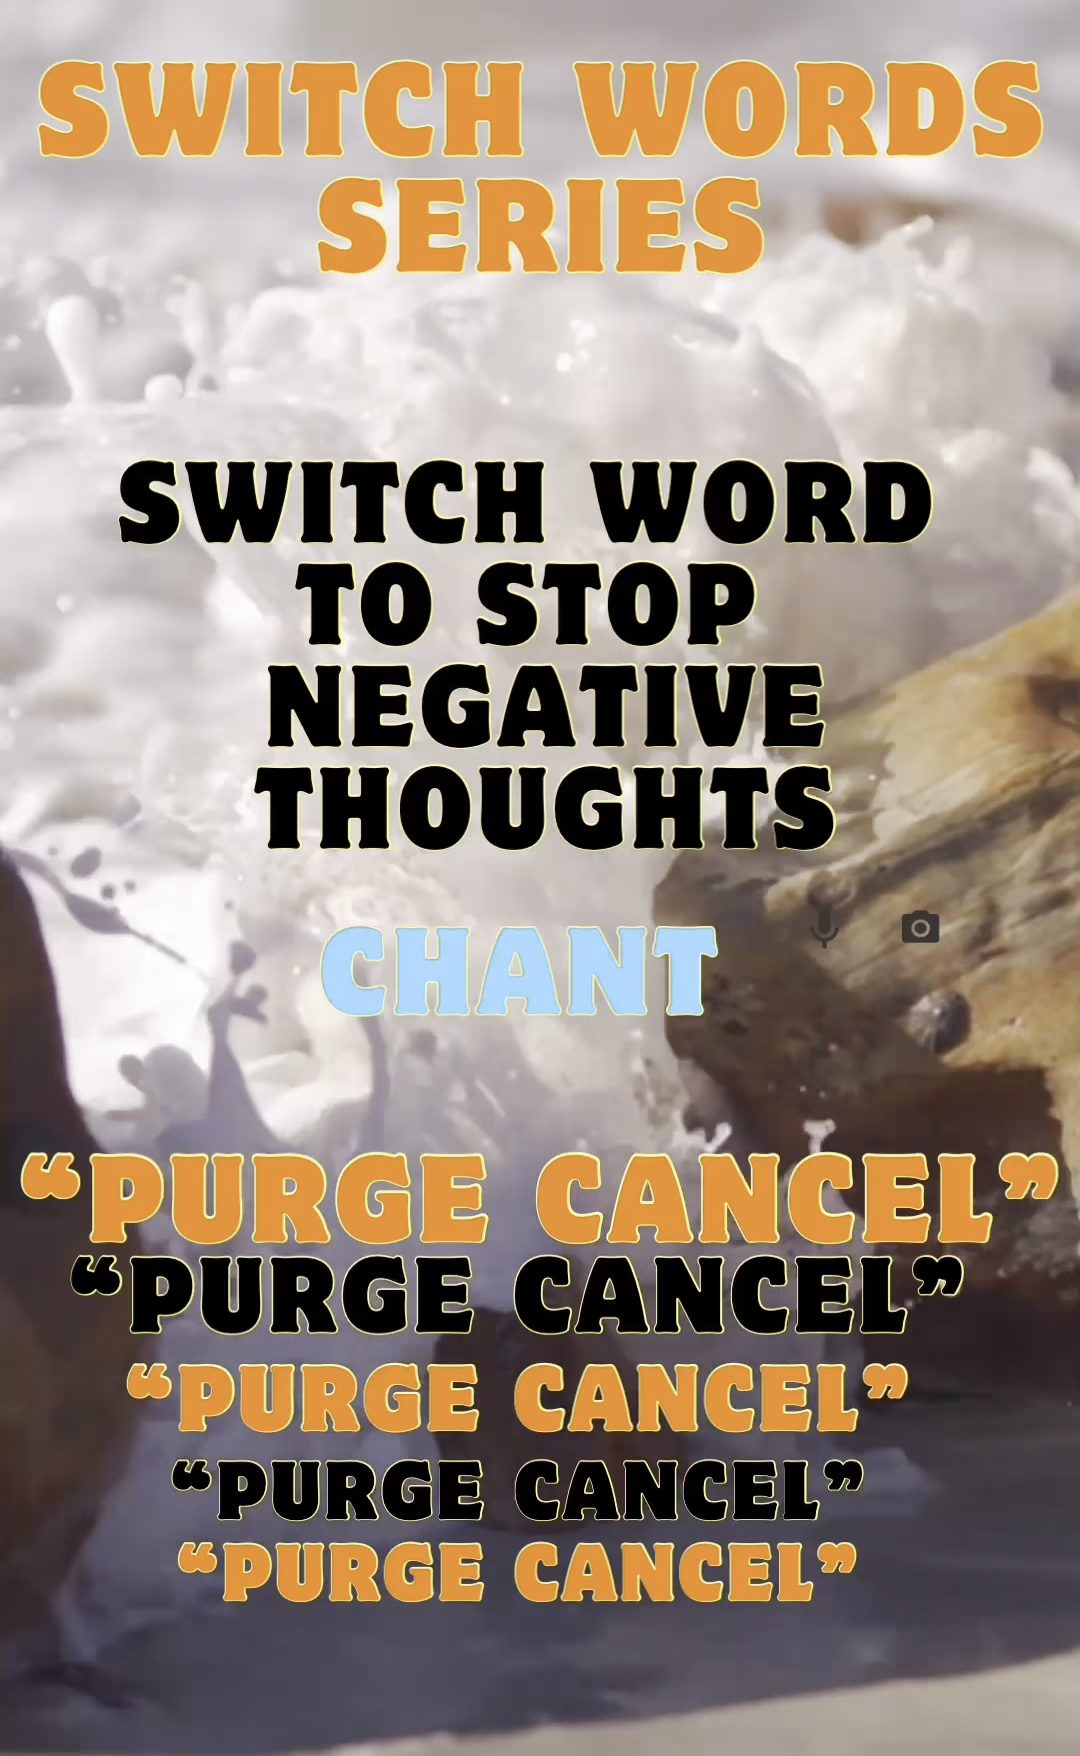 SWITCH WORDS
SERIES
SWITCH WORD
TO STOP
NEGATIVE
THOUGHTS
CHANT
“PURGE CANCEL”
“PURGE CANCEL”
“PURGE CANCEL”
“PURGE CANCEL”
“PURGE CANCEL”